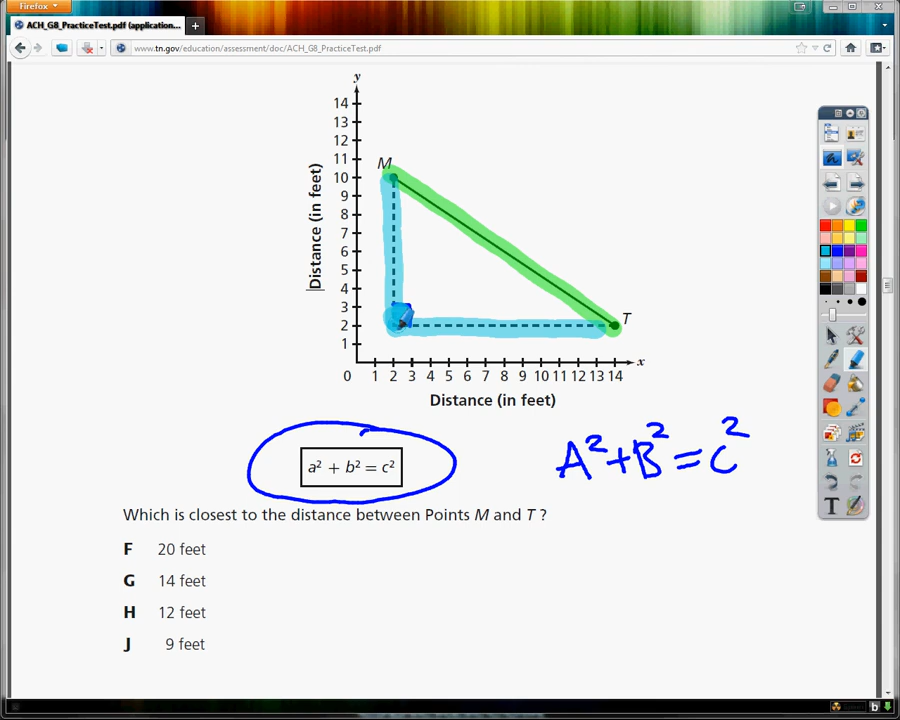 Firefox
ACH_G8_PracticeTest.pdf (application...
www.tn.gov/education/assessment/doc/ACH_G8_PracticeTest.pdf
y
14
13
12
11
10
9
8
7
6
5
4
3
2
1
Distance (in feet)
M
T
x
0 1 2 3 4 5 6 7 8 9 10 11 12 13 14
Distance (in feet)
a² + b² = c²
A²+B²=C²
Which is closest to the distance between Points M and T ?
F 20 feet
G 14 feet
H 12 feet
J 9 feet
T
b